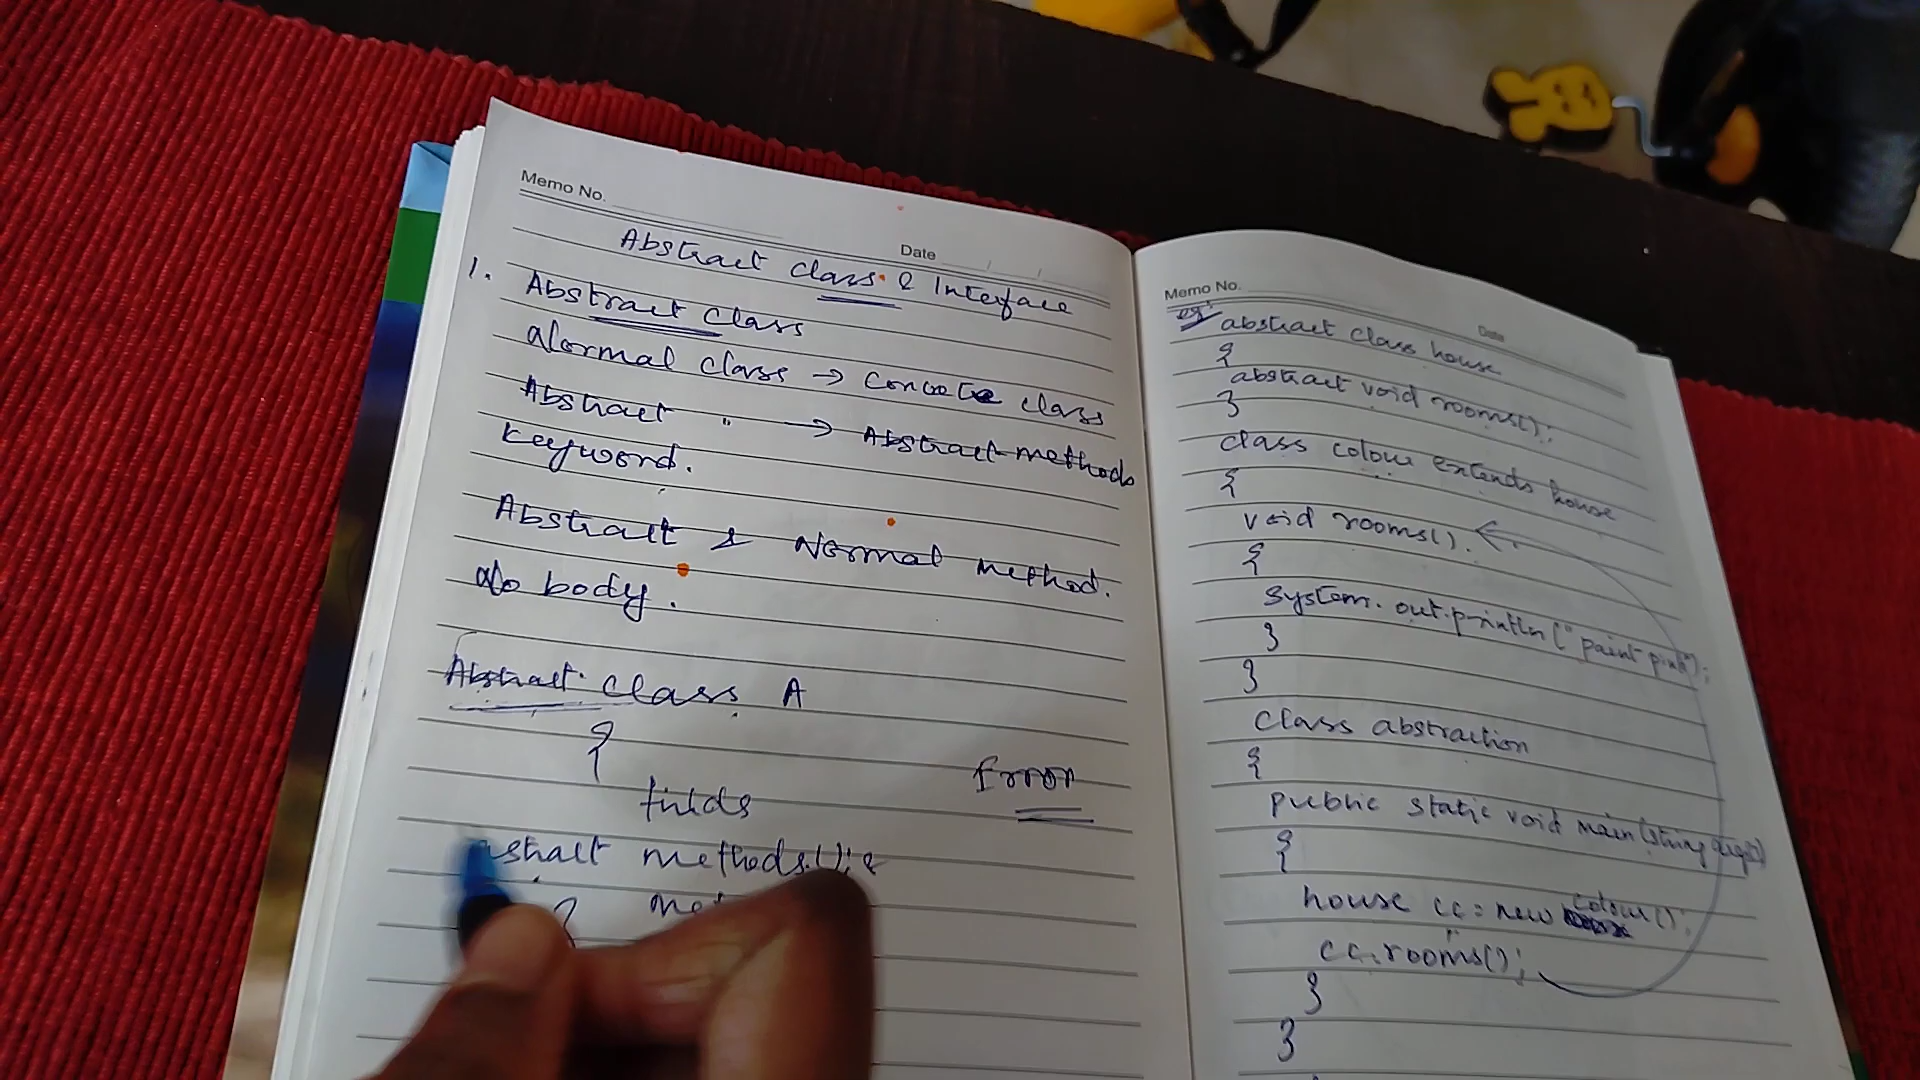 Memo No.
Date
Abstract class & Interface
1. Abstract class
Normal class → Concrete class
Abstract " → Abstract methods
keyword.
Abstract & Normal method.
No body.
Abstract class A
{
fields
Error
methods();
{
Memo No.
Date
eg:
abstract class house
{
abstract void rooms();
}
class colour extends house
{
void rooms()
{
System.out.println("paint pink");
}
}
class abstraction
{
public static void main(string args)
{
house cc = new colour();
cc.rooms();
}
}